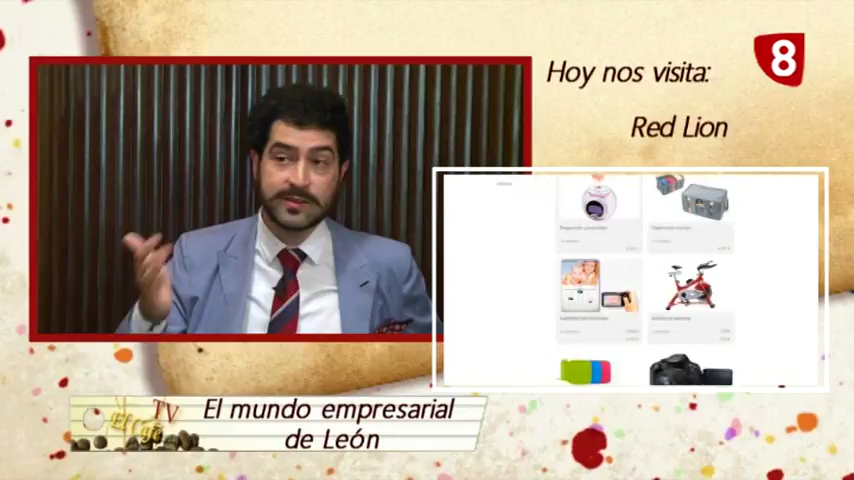 8
Hoy nos visita:
Red Lion
TV
El Café
El mundo empresarial
de León